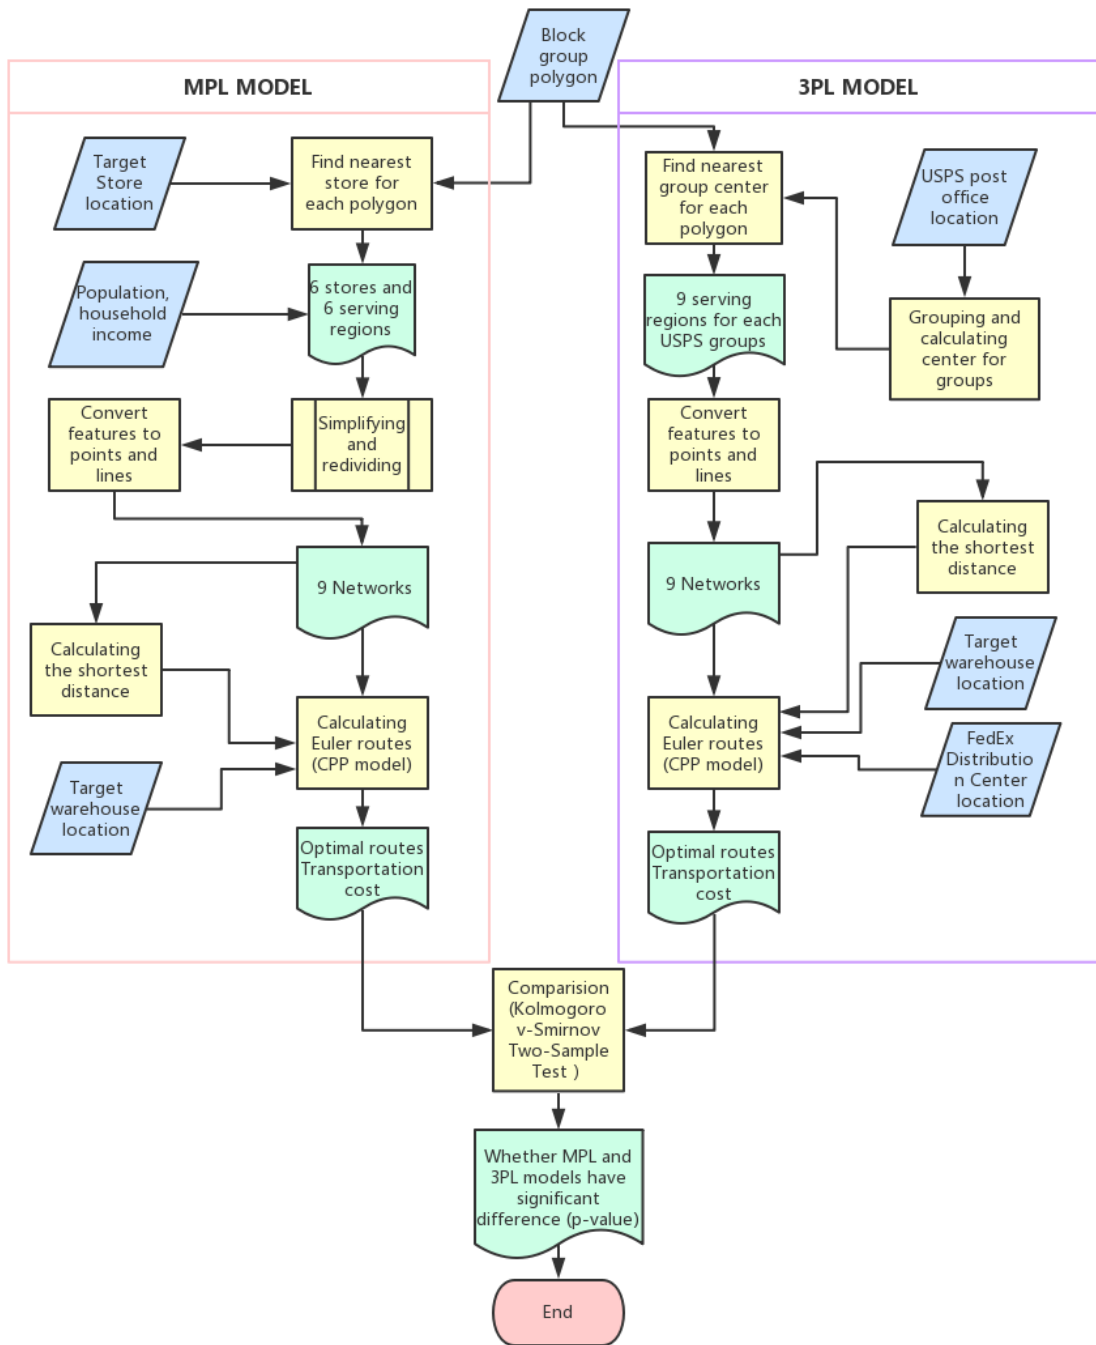 Block
group
polygon
MPL MODEL
3PL MODEL
Target
Store
location
Find nearest
store for
each polygon
Find nearest
group center
for each
polygon
USPS post
office
location
Population,
household
income
6 stores and
6 serving
regions
9 serving
regions for each
USPS groups
Grouping and
calculating
center for
groups
Convert
features to
points and
lines
Simplifying
and
redividing
Convert
features to
points and
lines
Calculating
the shortest
distance
9 Networks
9 Networks
Calculating
the shortest
distance
Target
warehouse
location
Calculating
Euler routes
(CPP model)
Calculating
Euler routes
(CPP model)
FedEx
Distributio
n Center
location
Target
warehouse
location
Optimal routes
Transportation
cost
Optimal routes
Transportation
cost
Comparision
(Kolmogoro
v-Smirnov
Two-Sample
Test )
Whether MPL and
3PL models have
significant
difference (p-value)
End